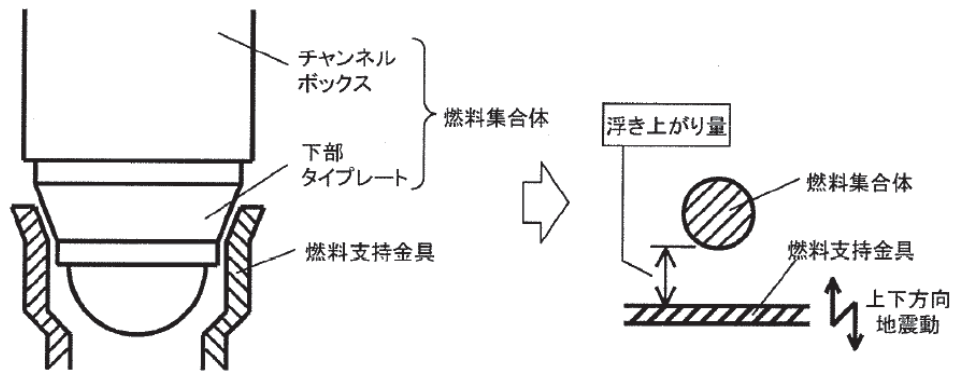 チャンネル
ボックス
燃料集合体
下部
タイプレート
燃料支持金具
浮き上がり量
燃料集合体
燃料支持金具
上下方向
地震動